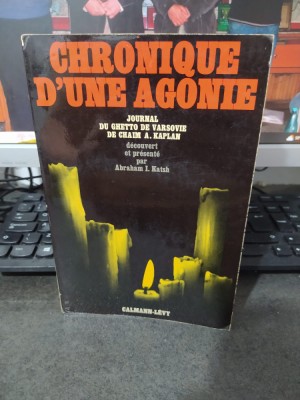 CHRONIQUE
D'UNE AGONIE
JOURNAL
DU GHETTO DE VARSOVIE
DE CHAIM A. KAPLAN
découvert
et présenté
par
Abraham I. Katsh
CALMANN-LÉVY